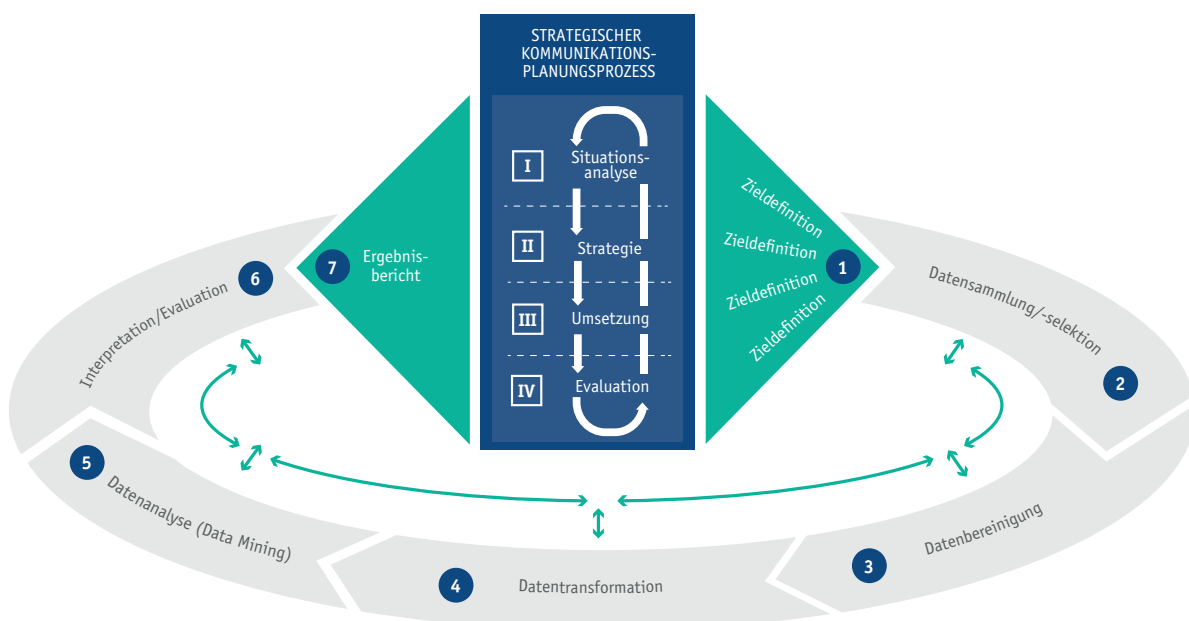 STRATEGISCHER
KOMMUNIKATIONS-
PLANUNGSPROZESS
I
Situations-
analyse
II
Strategie
III
Umsetzung
IV
Evaluation
Zieldefinition
Zieldefinition
Zieldefinition
Zieldefinition
1
Datensammlung/-selektion
2
Datenbereinigung
3
Datentransformation
4
Datenanalyse (Data Mining)
5
Interpretation/Evaluation
6
7
Ergebnis-
bericht